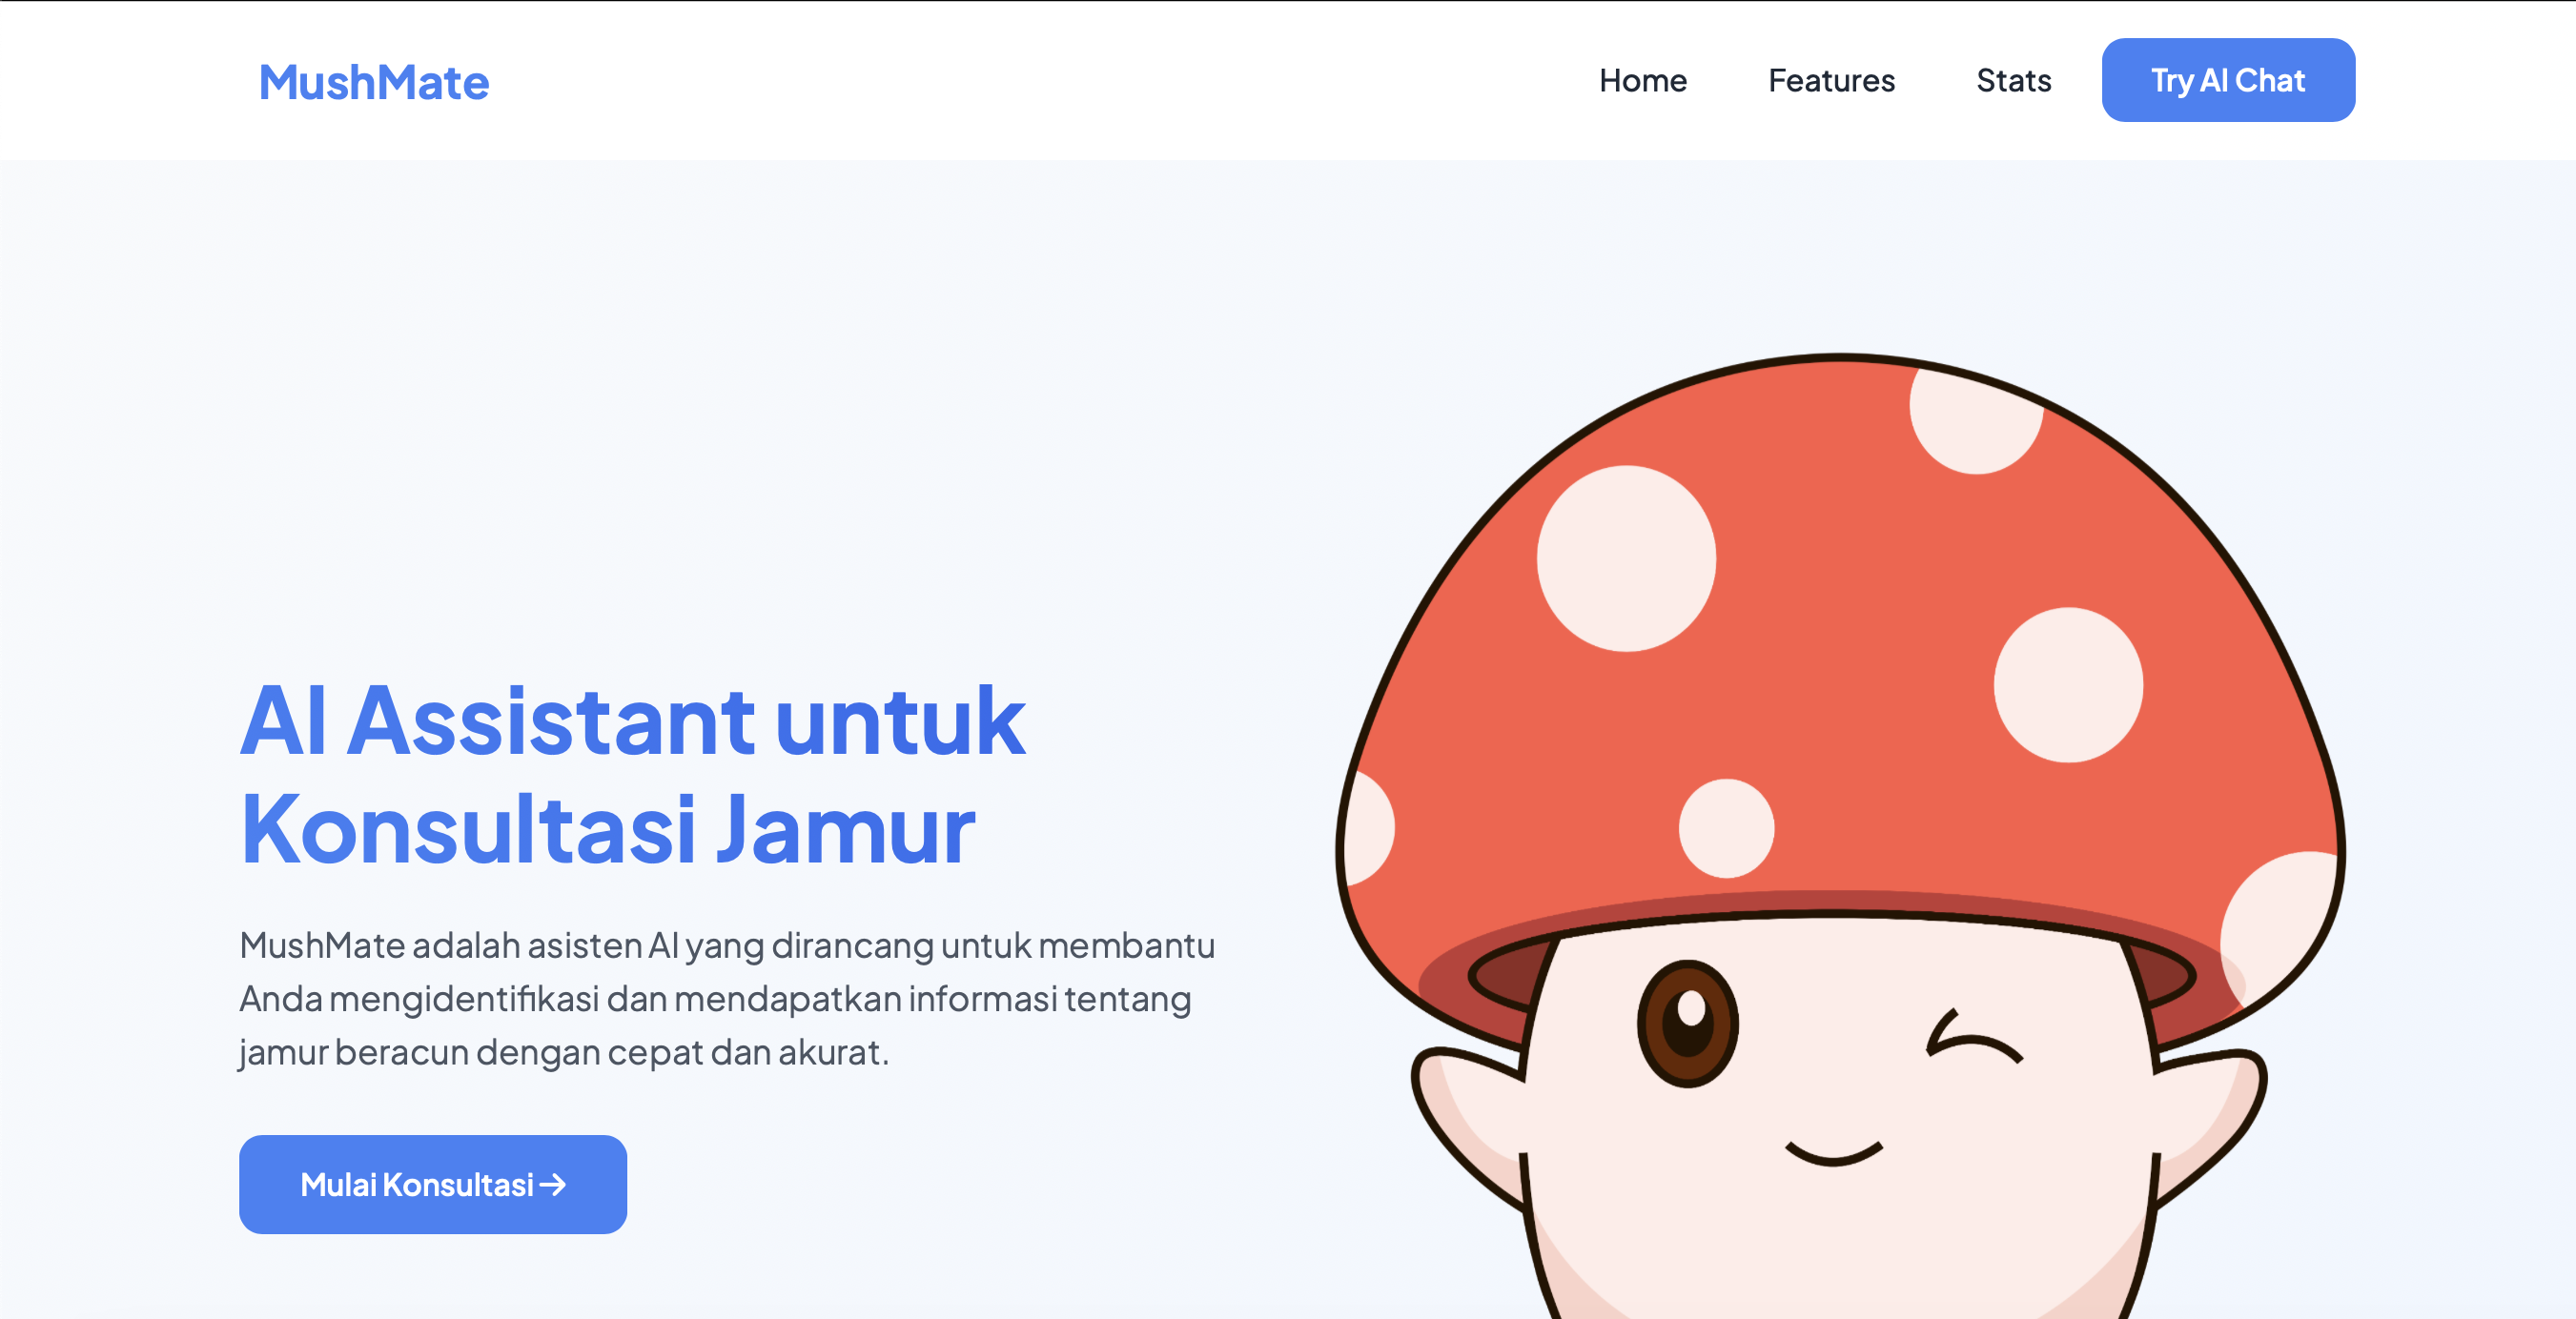 MushMate
Home
Features
Stats
Try AI Chat
AI Assistant untuk
Konsultasi Jamur
MushMate adalah asisten AI yang dirancang untuk membantu
Anda mengidentifikasi dan mendapatkan informasi tentang
jamur beracun dengan cepat dan akurat.
Mulai Konsultasi →